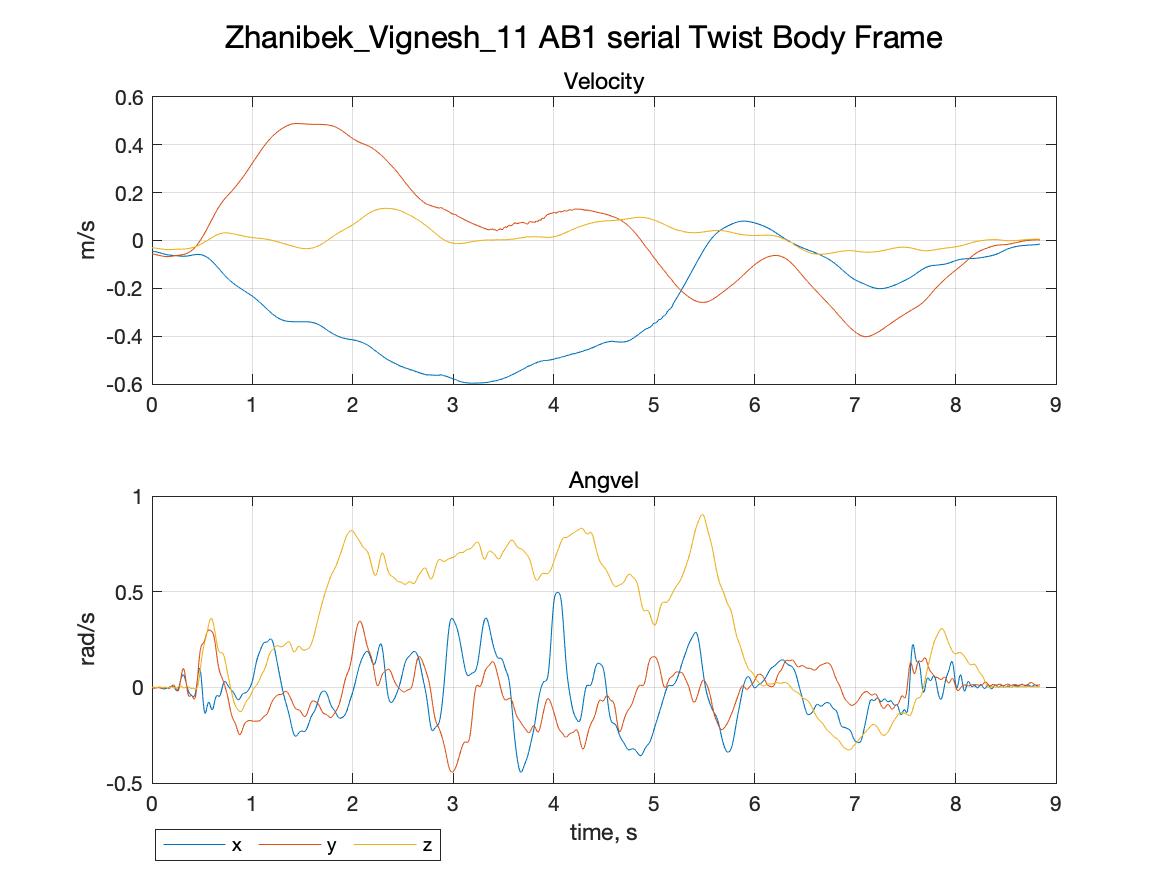 Zhanibek_Vignesh_11 AB1 serial Twist Body Frame
Velocity
0.6
0.4
0.2
0
-0.2
-0.4
-0.6
m/s
0 1 2 3 4 5 6 7 8 9
Angvel
1
0.5
0
-0.5
rad/s
0 1 2 3 4 5 6 7 8 9
time, s
x y z